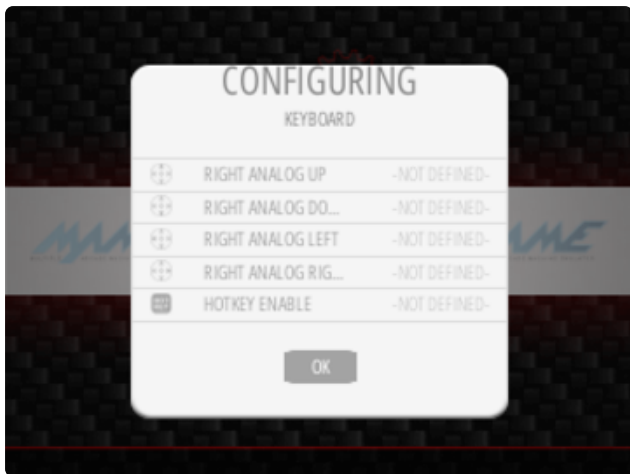 CONFIGURING
KEYBOARD
RIGHT ANALOG UP -NOT DEFINED-
RIGHT ANALOG DO... -NOT DEFINED-
RIGHT ANALOG LEFT -NOT DEFINED-
RIGHT ANALOG RIG... -NOT DEFINED-
HOTKEY ENABLE -NOT DEFINED-
OK